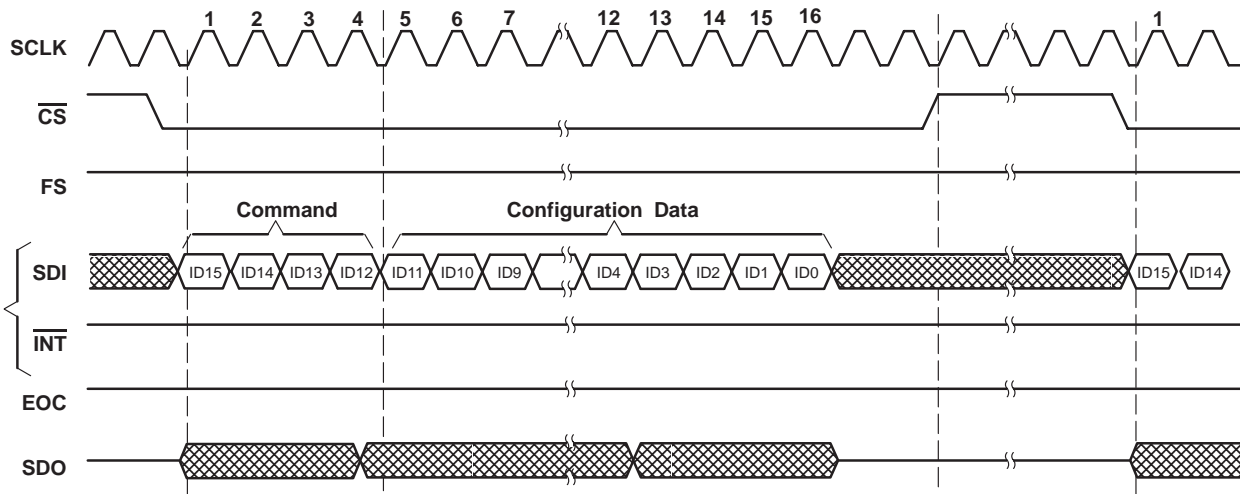 1 2 3 4 5 6 7 12 13 14 15 16 1
SCLK
CS
FS
Command Configuration Data
SDI ID15 ID14 ID13 ID12 ID11 ID10 ID9 ID4 ID3 ID2 ID1 ID0 ID15 ID14
INT
EOC
SDO